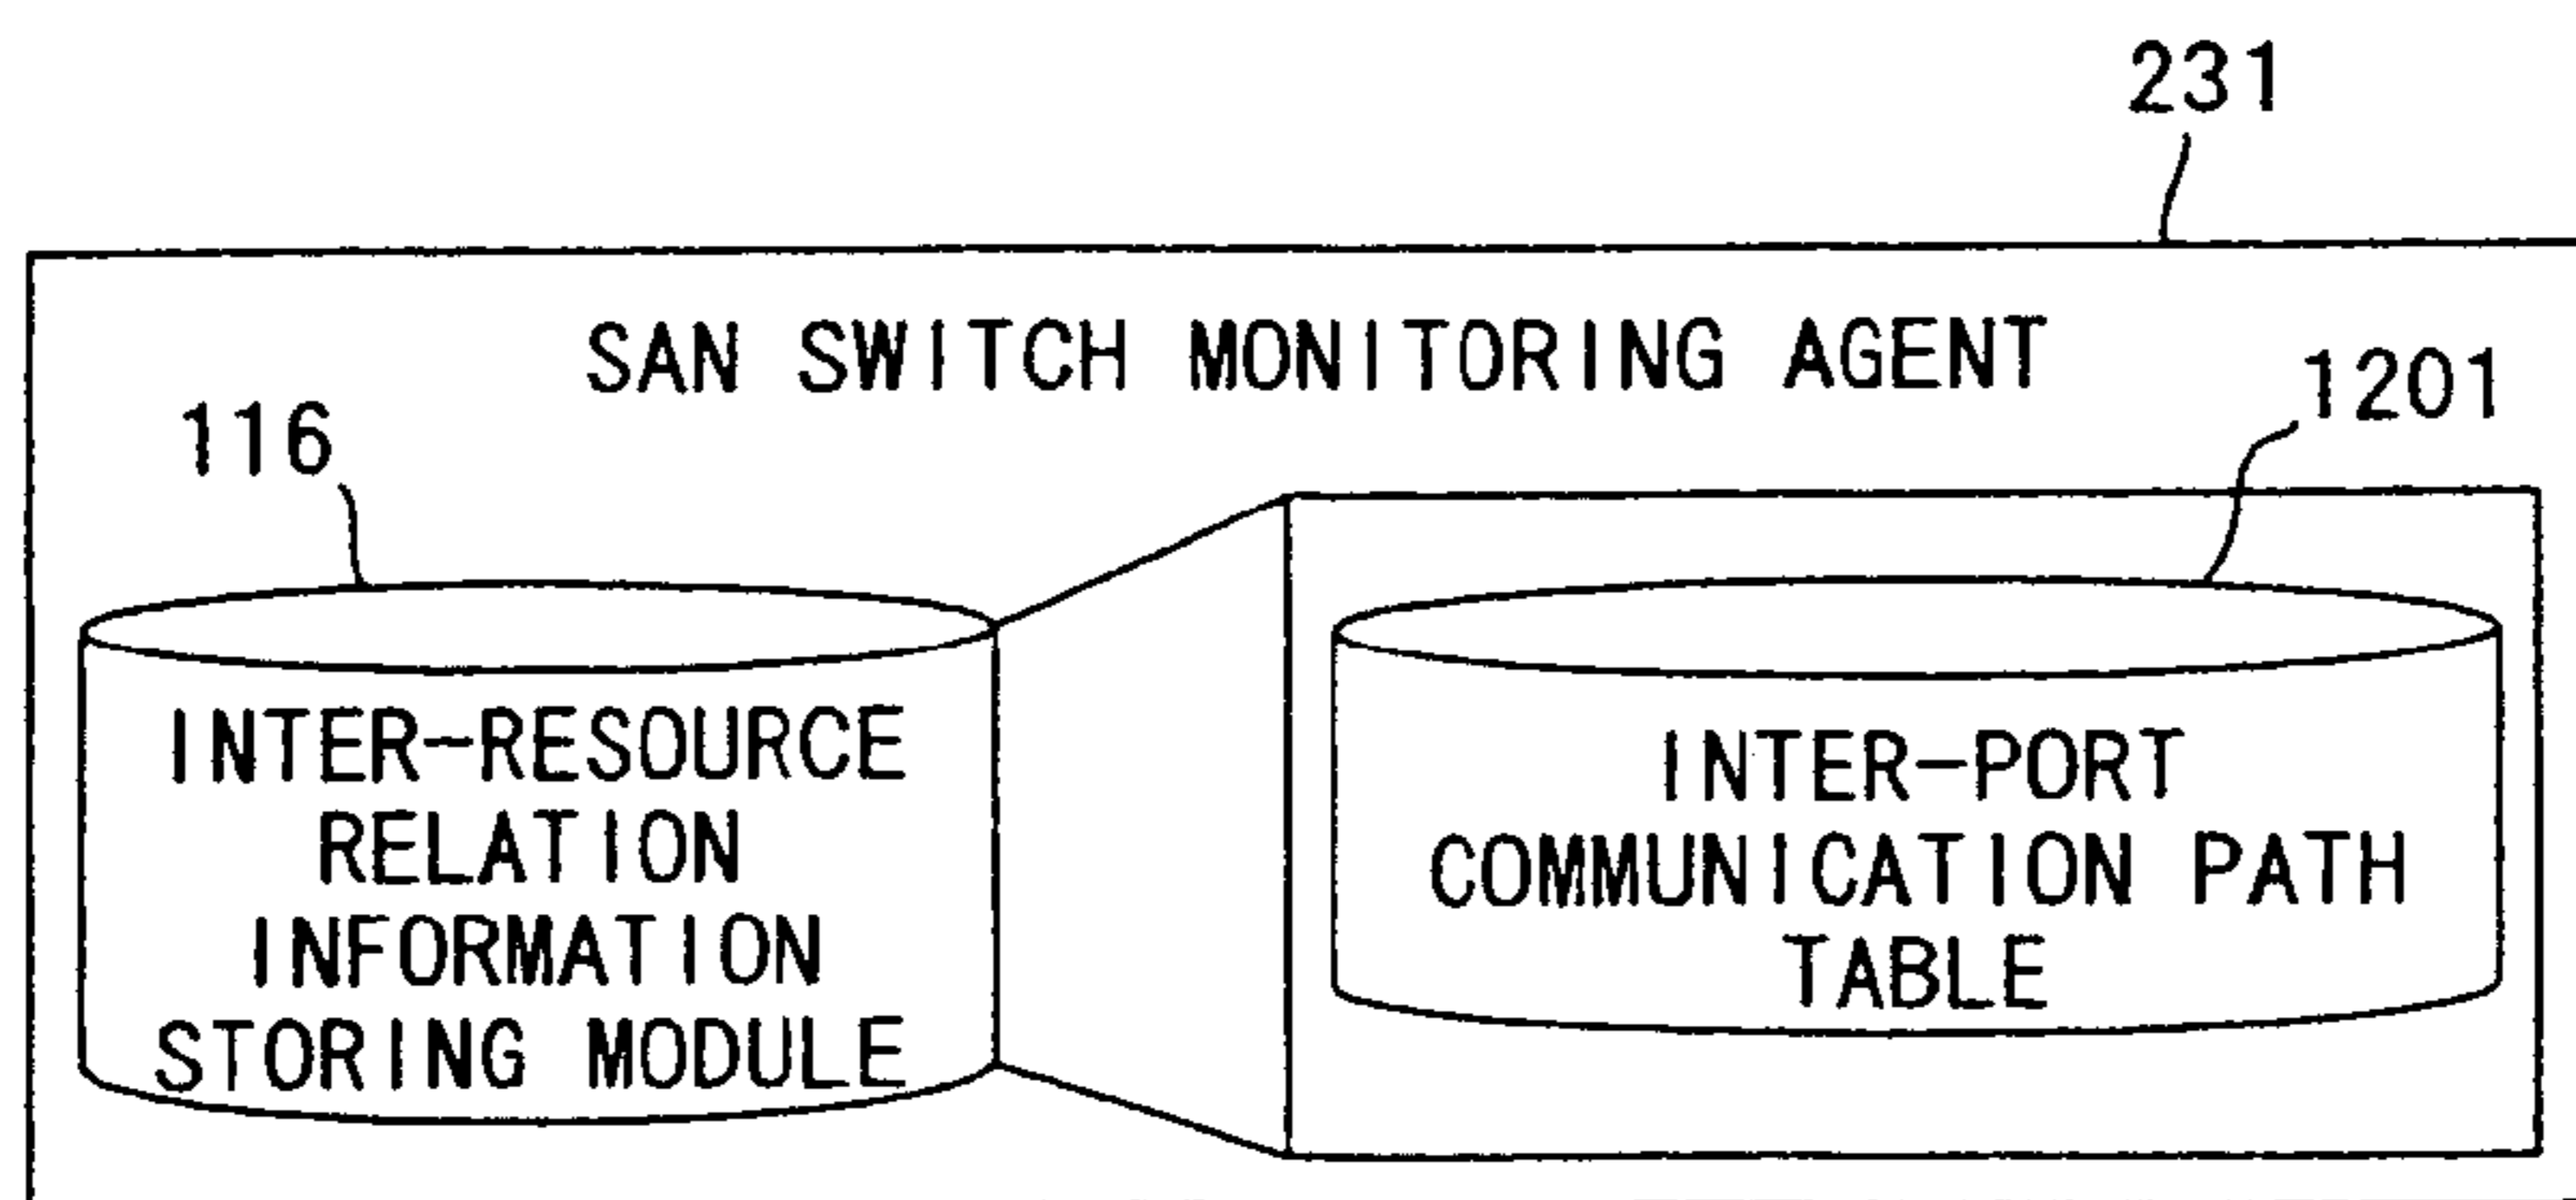 231
SAN SWITCH MONITORING AGENT
116
1201
INTER-RESOURCE
RELATION
INFORMATION
STORING MODULE
INTER-PORT
COMMUNICATION PATH
TABLE